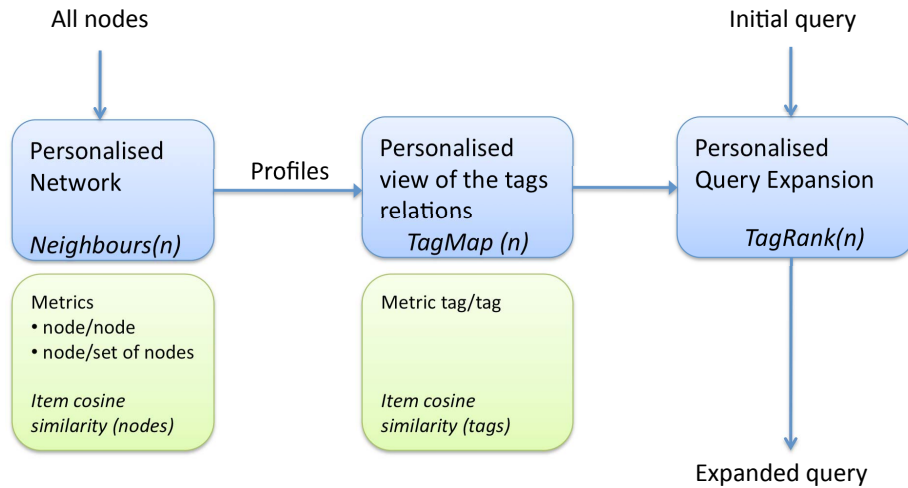 All nodes
Initial query
Personalised
Network
Neighbours(n)
Profiles
Personalised
view of the tags
relations
TagMap (n)
Personalised
Query Expansion
TagRank(n)
Metrics
• node/node
• node/set of nodes
Item cosine
similarity (nodes)
Metric tag/tag
Item cosine
similarity (tags)
Expanded query